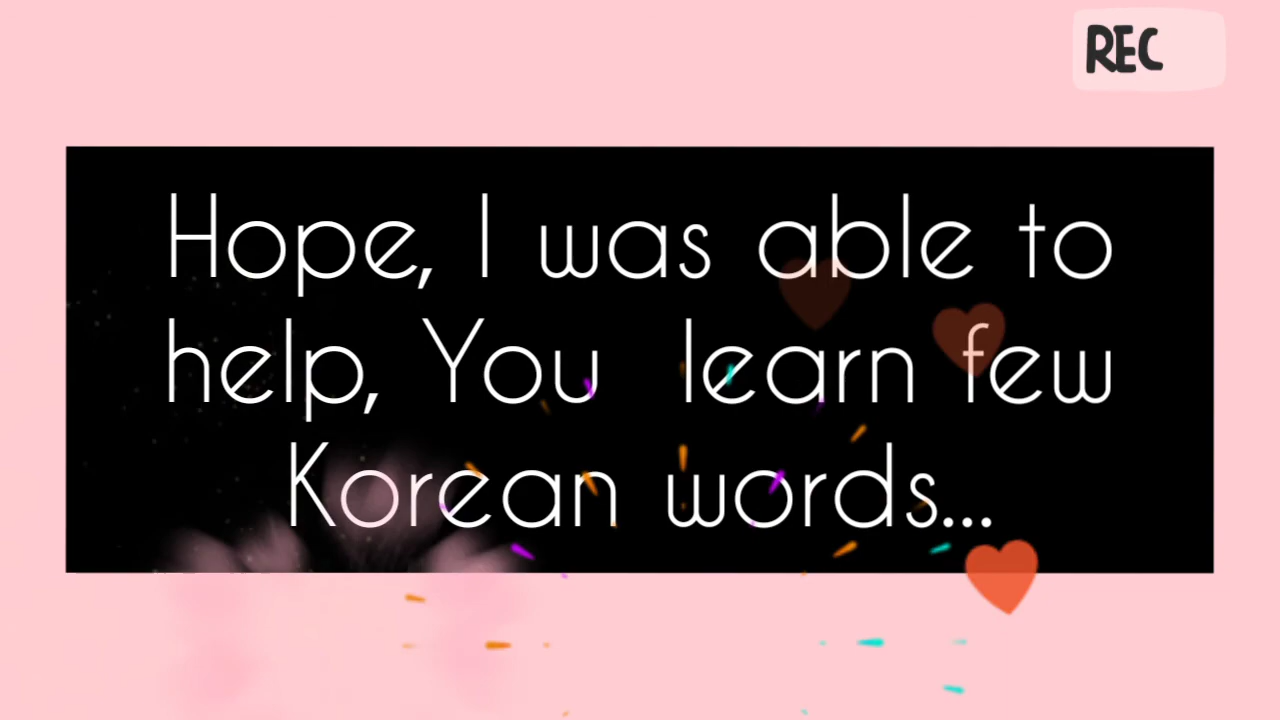 REC
Hope, I was able to
help, You learn few
Korean words...